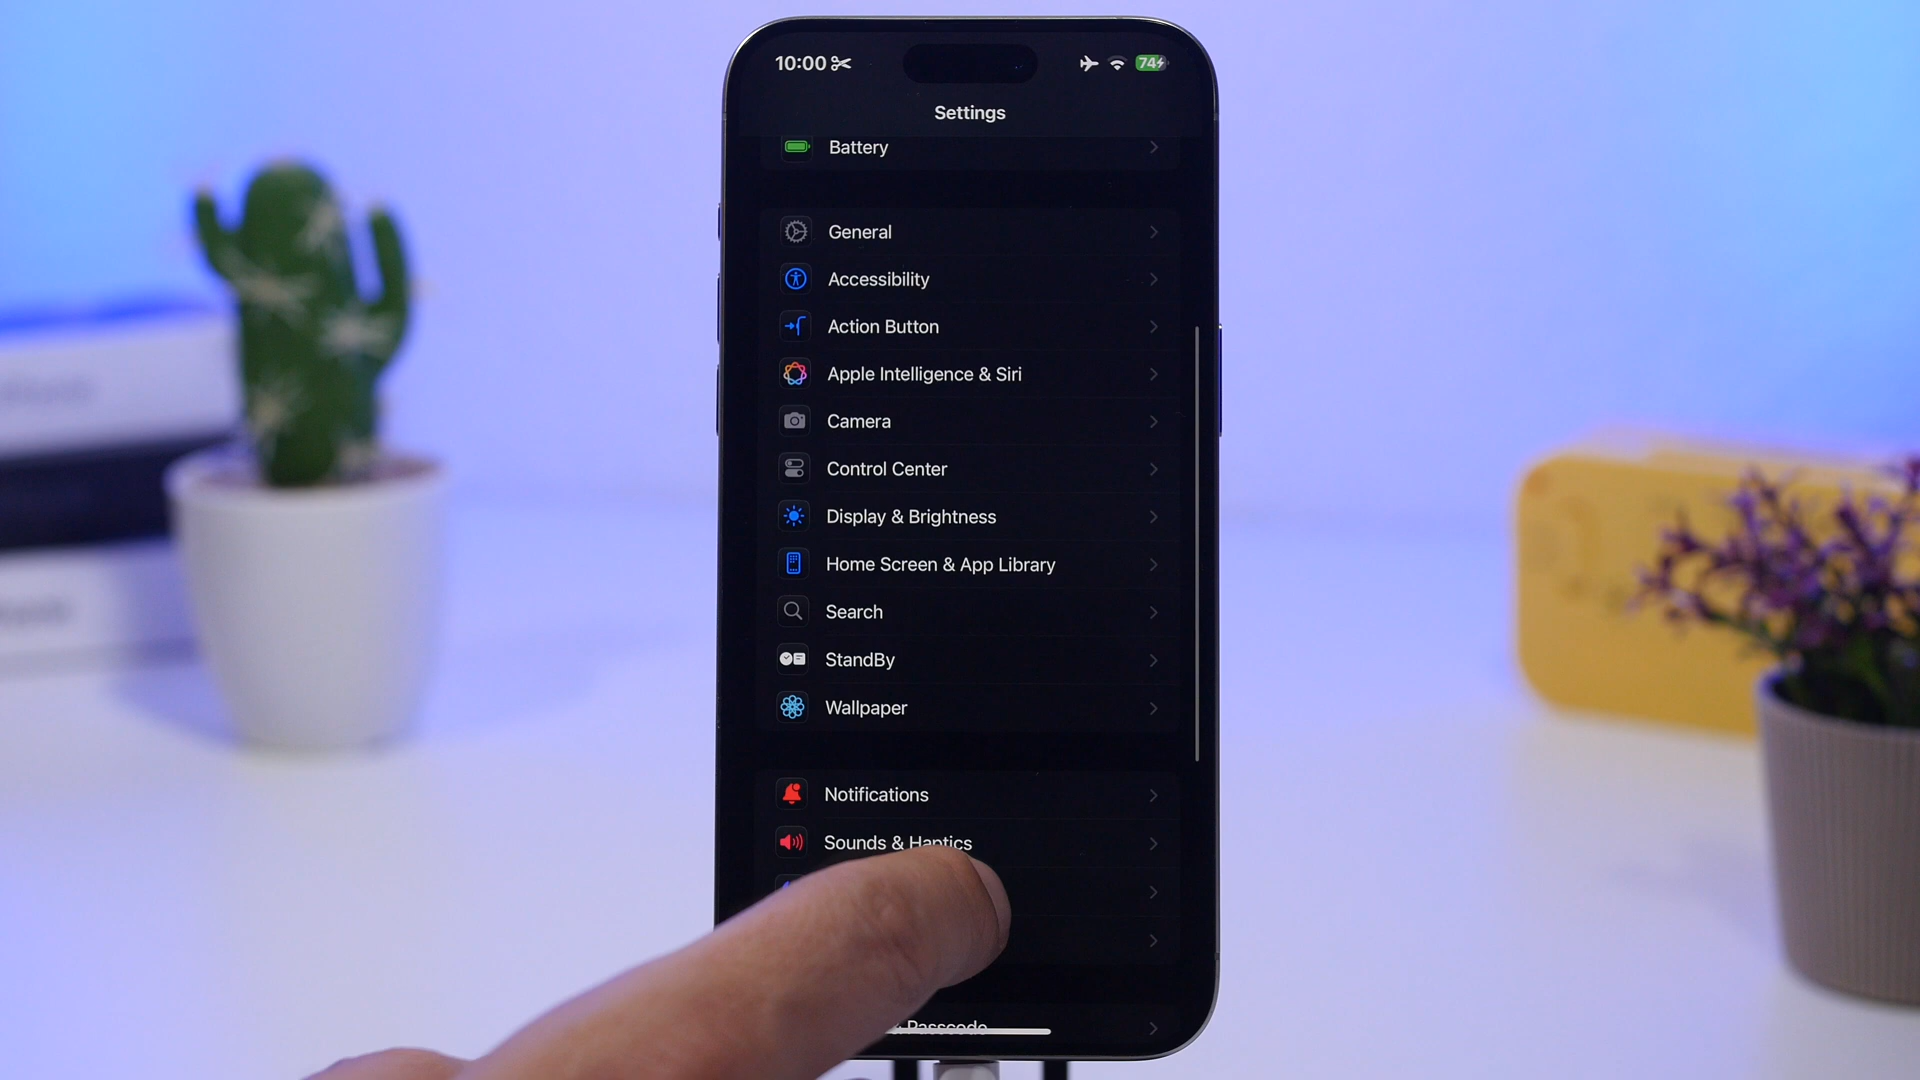 10:00
74
Settings
Battery
General
Accessibility
Action Button
Apple Intelligence & Siri
Camera
Control Center
Display & Brightness
Home Screen & App Library
Search
StandBy
Wallpaper
Notifications
Sounds & Haptics
& Passcode